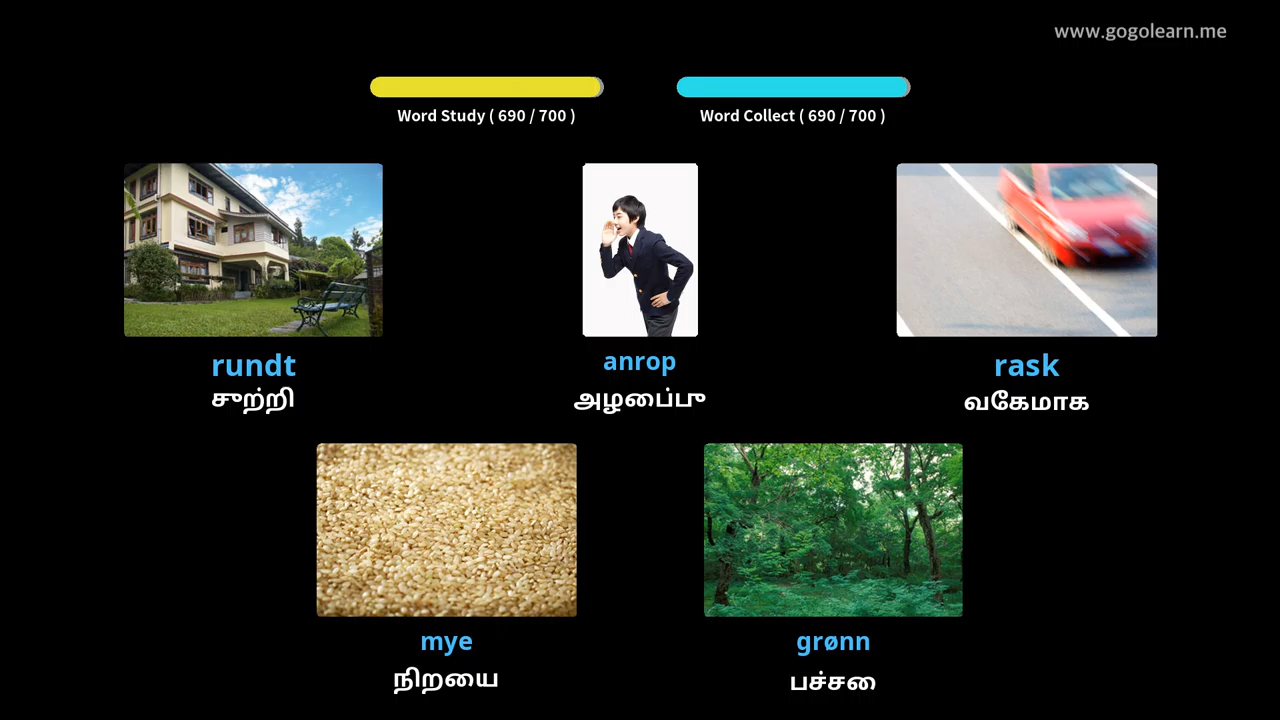 www.gogolearn.me
Word Study ( 690 / 700 )
Word Collect ( 690 / 700 )
rundt
சுற்றி
anrop
அழபை்பு
rask
வகேமாக
mye
நிறயை
grønn
பச்சை